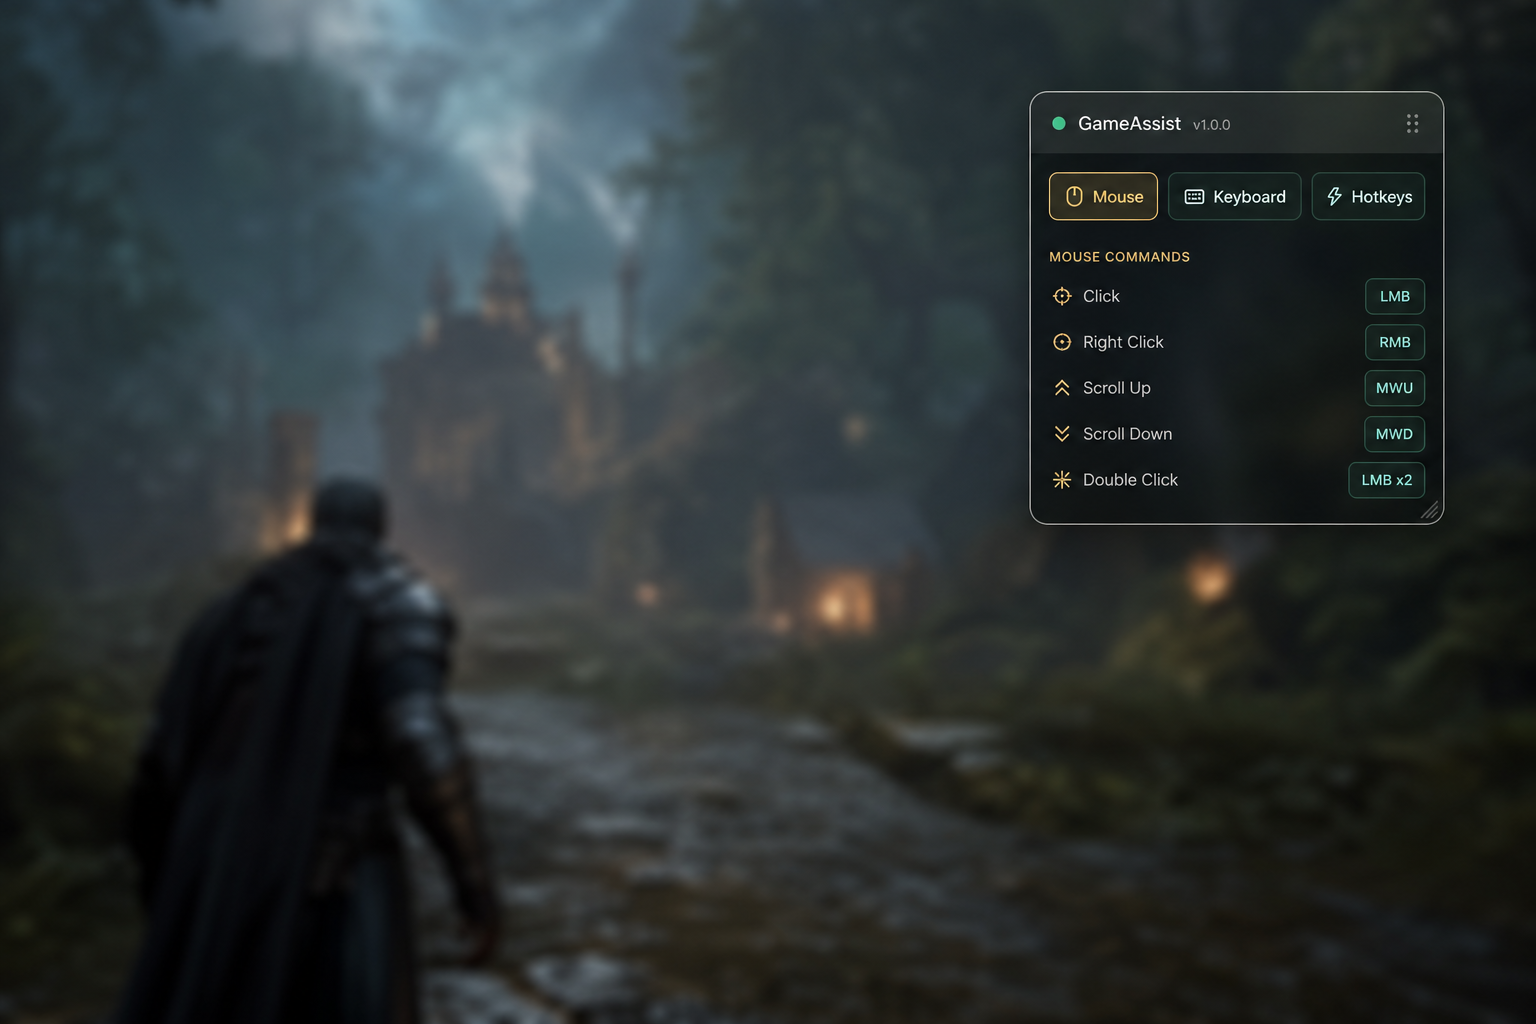 GameAssist v1.0.0
Mouse Keyboard Hotkeys
MOUSE COMMANDS
Click LMB
Right Click RMB
Scroll Up MWU
Scroll Down MWD
Double Click LMB x2